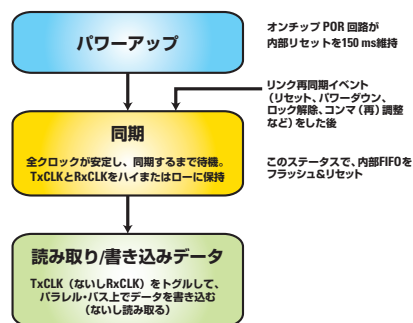 パワーアップ
オンチップ POR 回路が
内部リセットを150 ms維持
リンク再同期イベント
(リセット、パワーダウン、
ロック解除、コンマ(再)調整
など)をした後
同期
全クロックが安定し、同期するまで待機。
TxCLKとRxCLKをハイまたはローに保持
このステータスで、内部FIFOを
フラッシュ&リセット
読み取り/書き込みデータ
TxCLK(ないしRxCLK)をトグルして、
パラレル・バス上でデータを書き込む
(ないし読み取る)